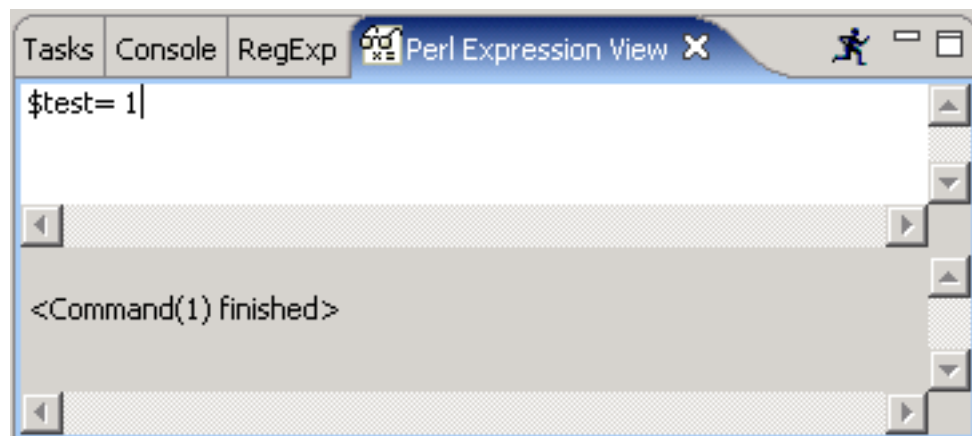 Tasks Console RegExp Perl Expression View
$test= 1
<Command(1) finished>